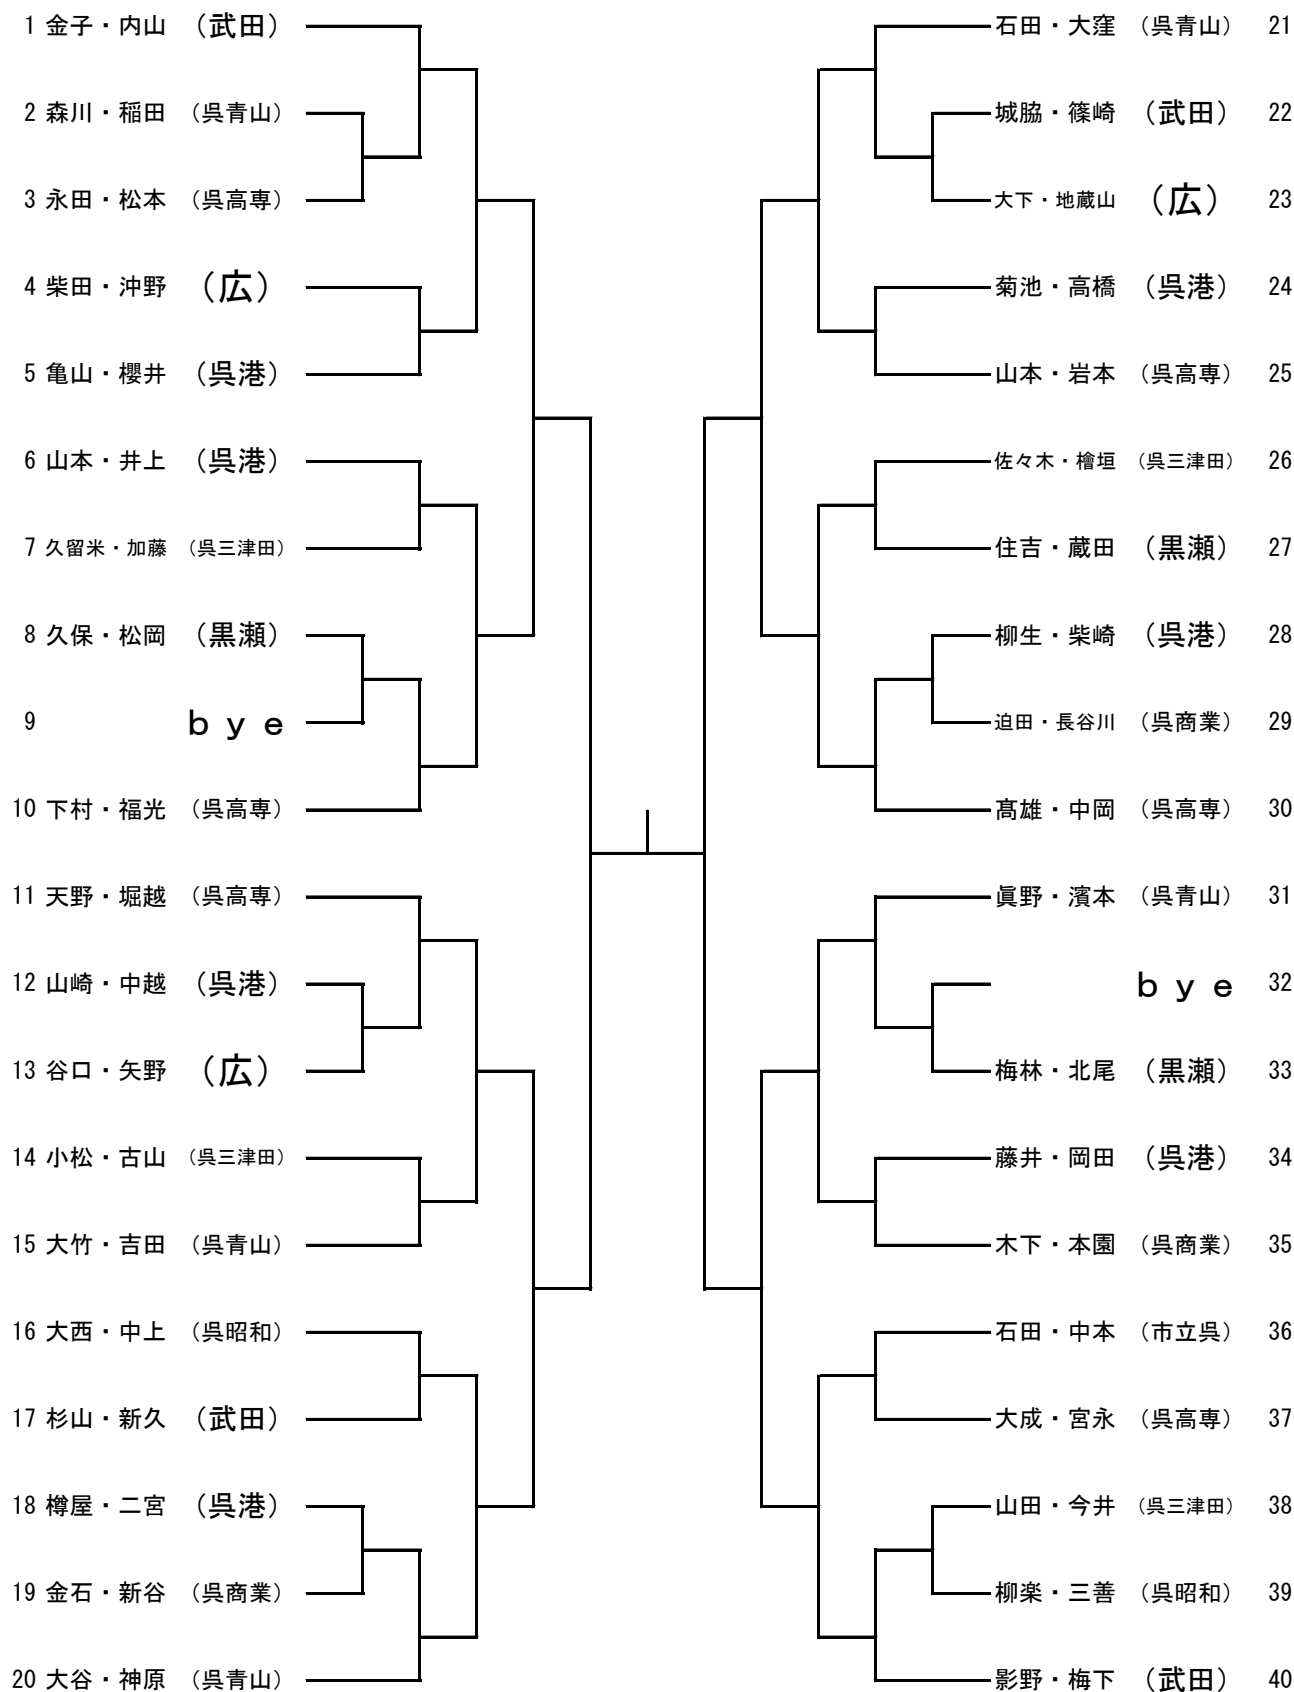 1 金子・内山 （武田）
2 森川・稲田 （呉青山）
3 永田・松本 （呉高専）
4 柴田・沖野 （広）
5 亀山・櫻井 （呉港）
6 山本・井上 （呉港）
7 久留米・加藤 （呉三津田）
8 久保・松岡 （黒瀬）
9 ｂｙｅ
10 下村・福光 （呉高専）
11 天野・堀越 （呉高専）
12 山崎・中越 （呉港）
13 谷口・矢野 （広）
14 小松・古山 （呉三津田）
15 大竹・吉田 （呉青山）
16 大西・中上 （呉昭和）
17 杉山・新久 （武田）
18 樽屋・二宮 （呉港）
19 金石・新谷 （呉商業）
20 大谷・神原 （呉青山）
石田・大窪 （呉青山） 21
城脇・篠崎 （武田） 22
大下・地蔵山 （広） 23
菊池・高橋 （呉港） 24
山本・岩本 （呉高専） 25
佐々木・檜垣 （呉三津田） 26
住吉・蔵田 （黒瀬） 27
柳生・柴崎 （呉港） 28
迫田・長谷川 （呉商業） 29
髙雄・中岡 （呉高専） 30
眞野・濱本 （呉青山） 31
ｂｙｅ 32
梅林・北尾 （黒瀬） 33
藤井・岡田 （呉港） 34
木下・本園 （呉商業） 35
石田・中本 （市立呉） 36
大成・宮永 （呉高専） 37
山田・今井 （呉三津田） 38
柳楽・三善 （呉昭和） 39
影野・梅下 （武田） 40